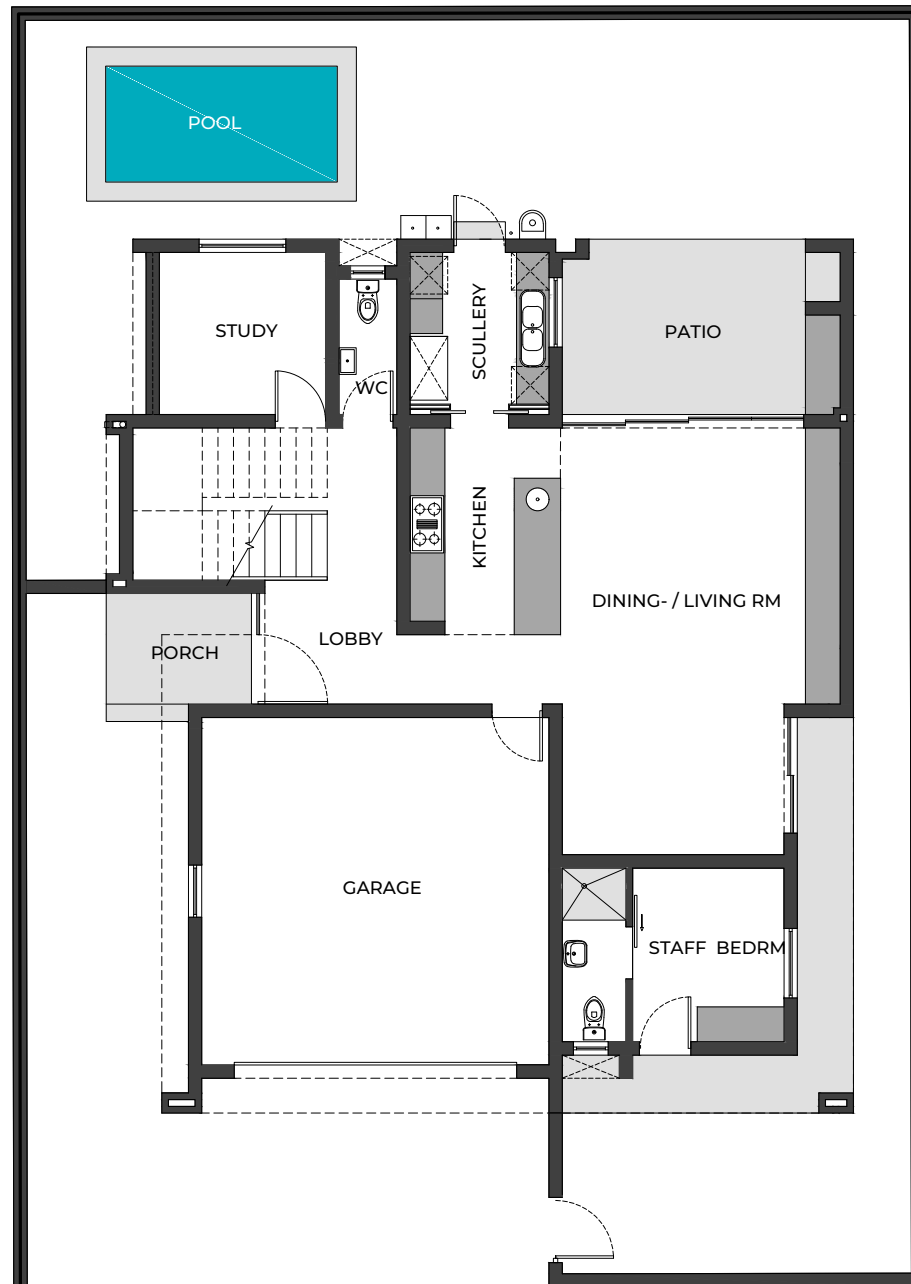 POOL
STUDY
WC
SCULLERY
PATIO
KITCHEN
DINING- / LIVING RM
LOBBY
PORCH
GARAGE
STAFF BEDRM